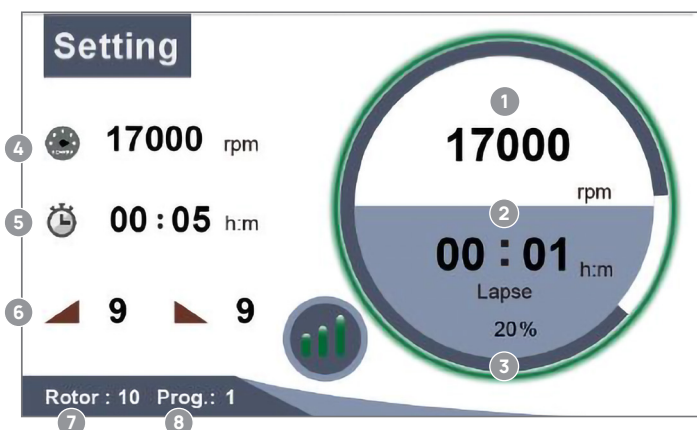 Setting
4 17000 rpm
5 00 : 05 h:m
6 9 9
1
17000
rpm
2
00 : 01 h:m
Lapse
20%
3
Rotor : 10 Prog.: 1
7 8